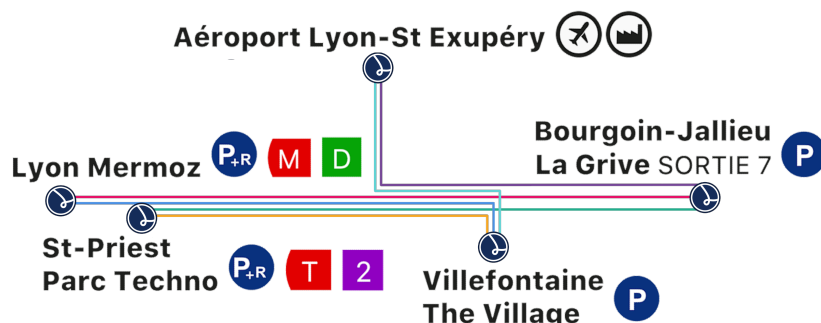 Aéroport Lyon-St Exupéry
Bourgoin-Jallieu
La Grive SORTIE 7 P
Lyon Mermoz P+R M D
St-Priest
Parc Techno P+R T 2
Villefontaine
The Village P